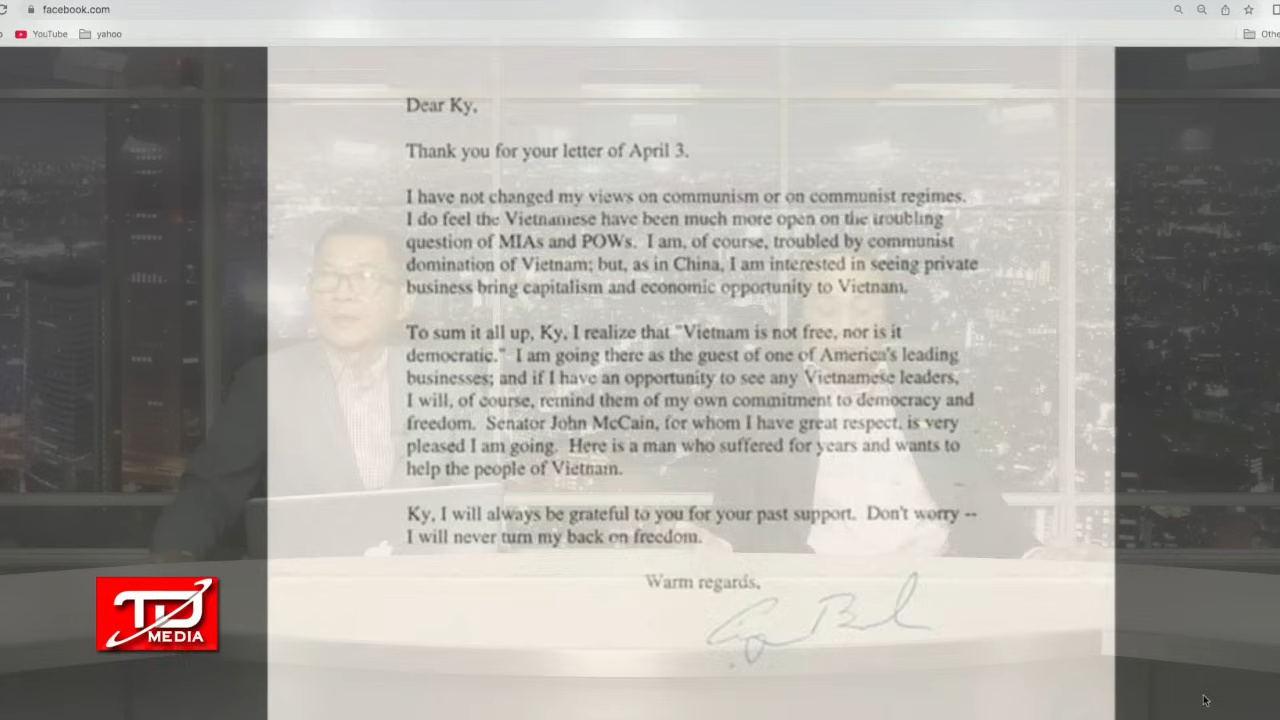 facebook.com
YouTube
yahoo
Othe
Dear Ky,
Thank you for your letter of April 3.
I have not changed my views on communism or on communist regimes.
I do feel the Vietnamese have been much more open on the troubling
question of MIAs and POWs. I am, of course, troubled by communist
domination of Vietnam; but, as in China, I am interested in seeing private
business bring capitalism and economic opportunity to Vietnam.
To sum it all up, Ky, I realize that "Vietnam is not free, nor is it
democratic." I am going there as the guest of one of America's leading
businesses; and if I have an opportunity to see any Vietnamese leaders,
I will, of course, remind them of my own commitment to democracy and
freedom. Senator John McCain, for whom I have great respect, is very
pleased I am going. Here is a man who suffered for years and wants to
help the people of Vietnam.
Ky, I will always be grateful to you for your past support. Don't worry --
I will never turn my back on freedom.
Warm regards,
TD
MEDIA